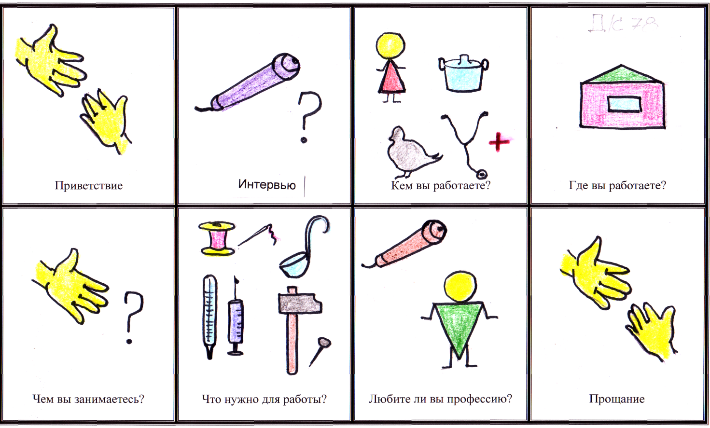 Приветствие
Интервью
Кем вы работаете?
Где вы работаете?
Чем вы занимаетесь?
Что нужно для работы?
Любите ли вы профессию?
Прощание